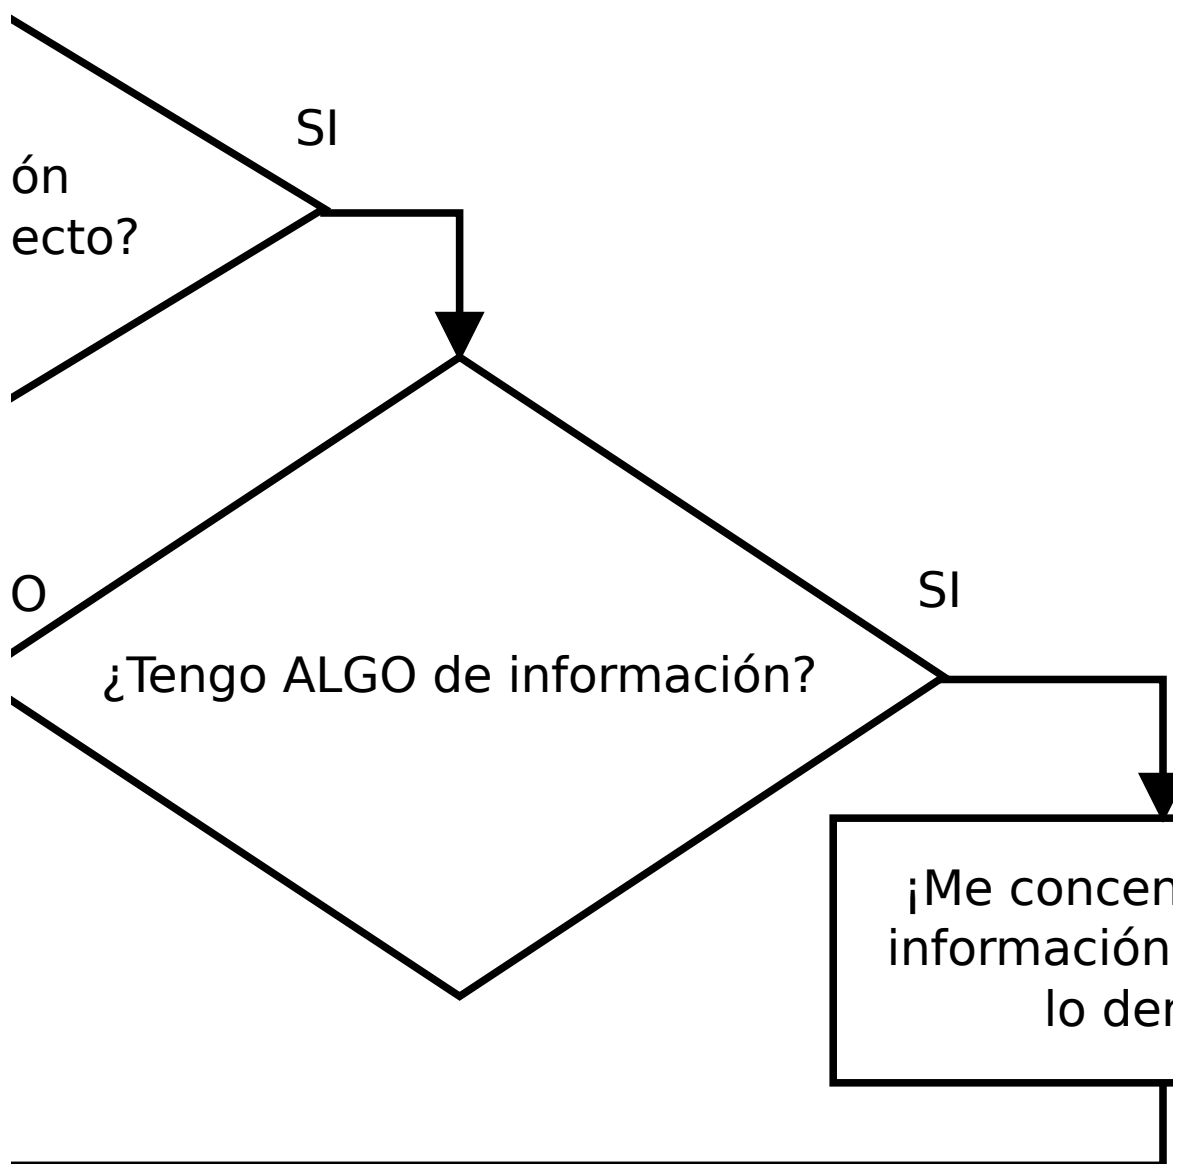 SI
ón
ecto?
O
SI
¿Tengo ALGO de información?
¡Me concen
información
lo der